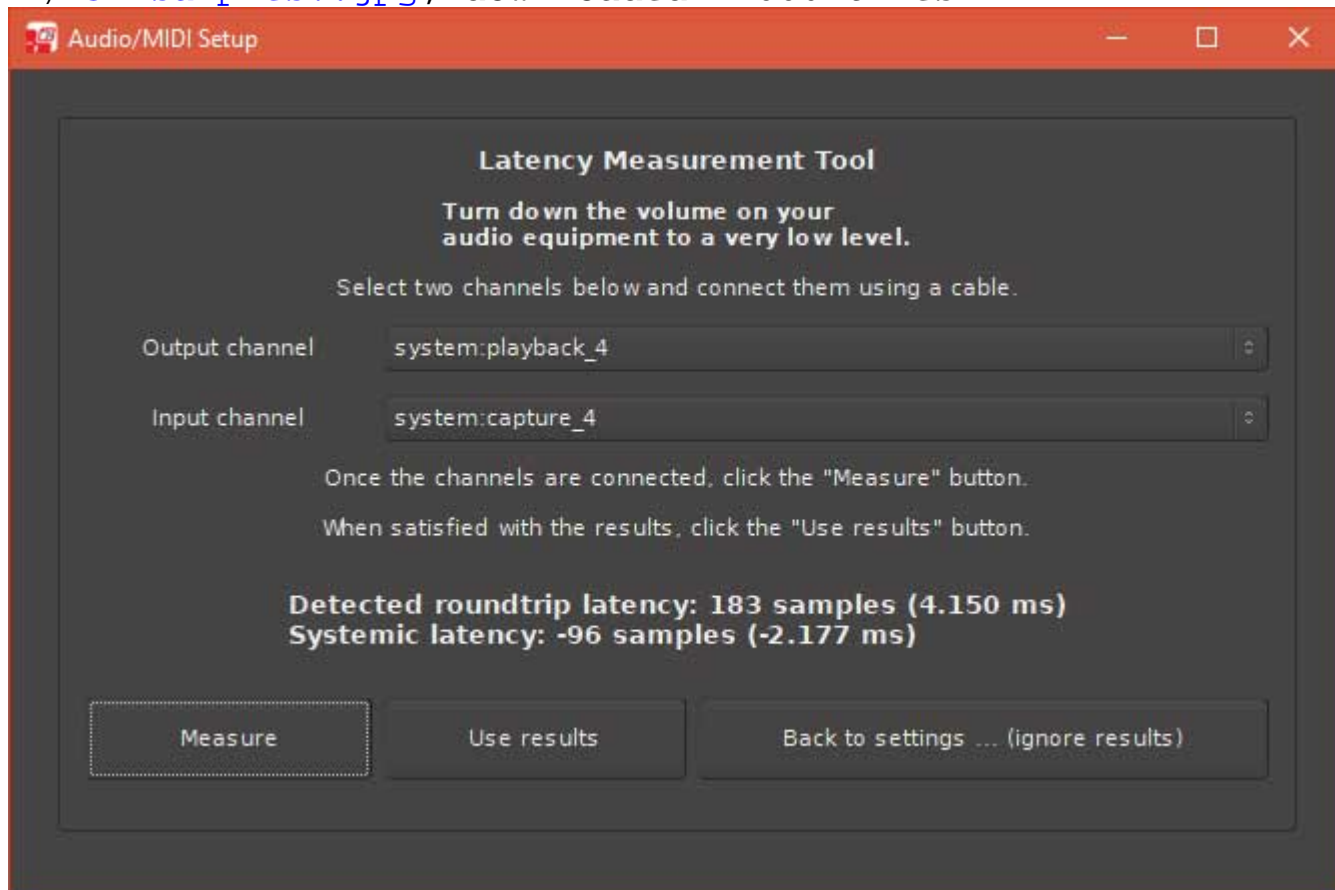 Audio/MIDI Setup
Latency Measurement Tool
Turn down the volume on your
audio equipment to a very low level.
Select two channels below and connect them using a cable.
Output channel system:playback_4
Input channel system:capture_4
Once the channels are connected, click the "Measure" button.
When satisfied with the results, click the "Use results" button.
Detected roundtrip latency: 183 samples (4.150 ms)
Systemic latency: -96 samples (-2.177 ms)
Measure Use results Back to settings ... (ignore results)